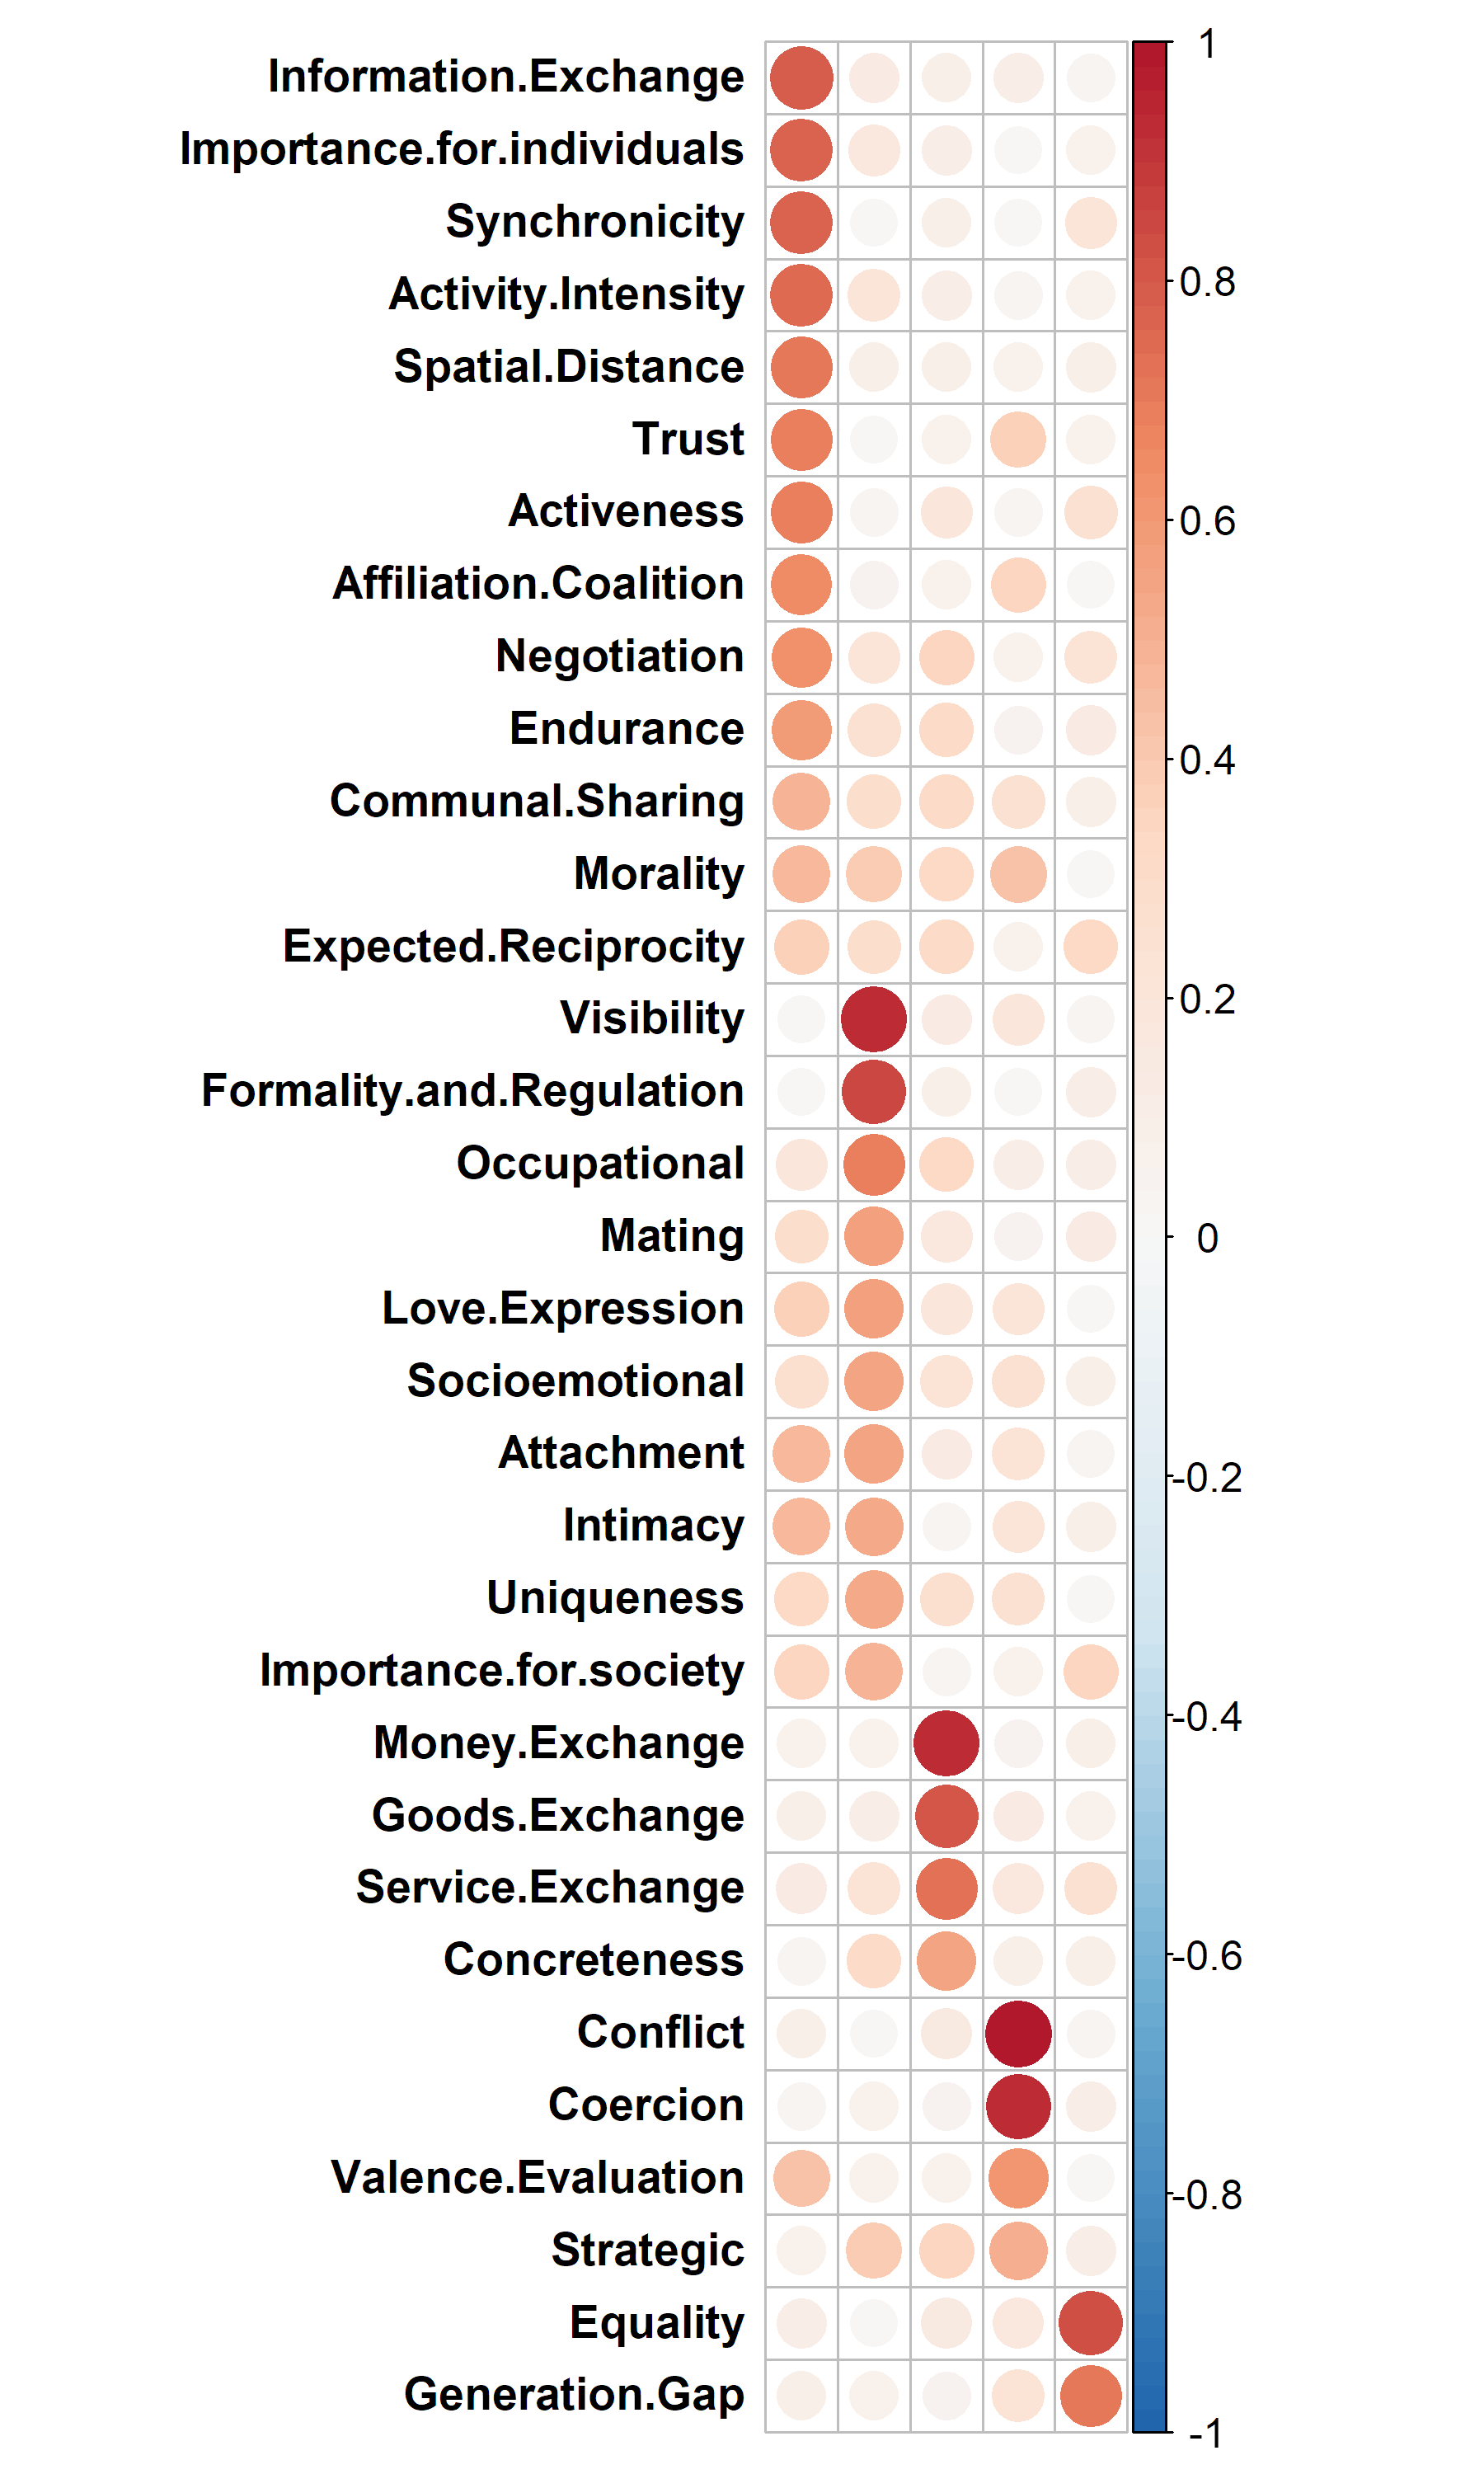 Information.Exchange
Importance.for.individuals
Synchronicity
Activity.Intensity
Spatial.Distance
Trust
Activeness
Affiliation.Coalition
Negotiation
Endurance
Communal.Sharing
Morality
Expected.Reciprocity
Visibility
Formality.and.Regulation
Occupational
Mating
Love.Expression
Socioemotional
Attachment
Intimacy
Uniqueness
Importance.for.society
Money.Exchange
Goods.Exchange
Service.Exchange
Concreteness
Conflict
Coercion
Valence.Evaluation
Strategic
Equality
Generation.Gap
1
0.8
0.6
0.4
0.2
0
-0.2
-0.4
-0.6
-0.8
-1